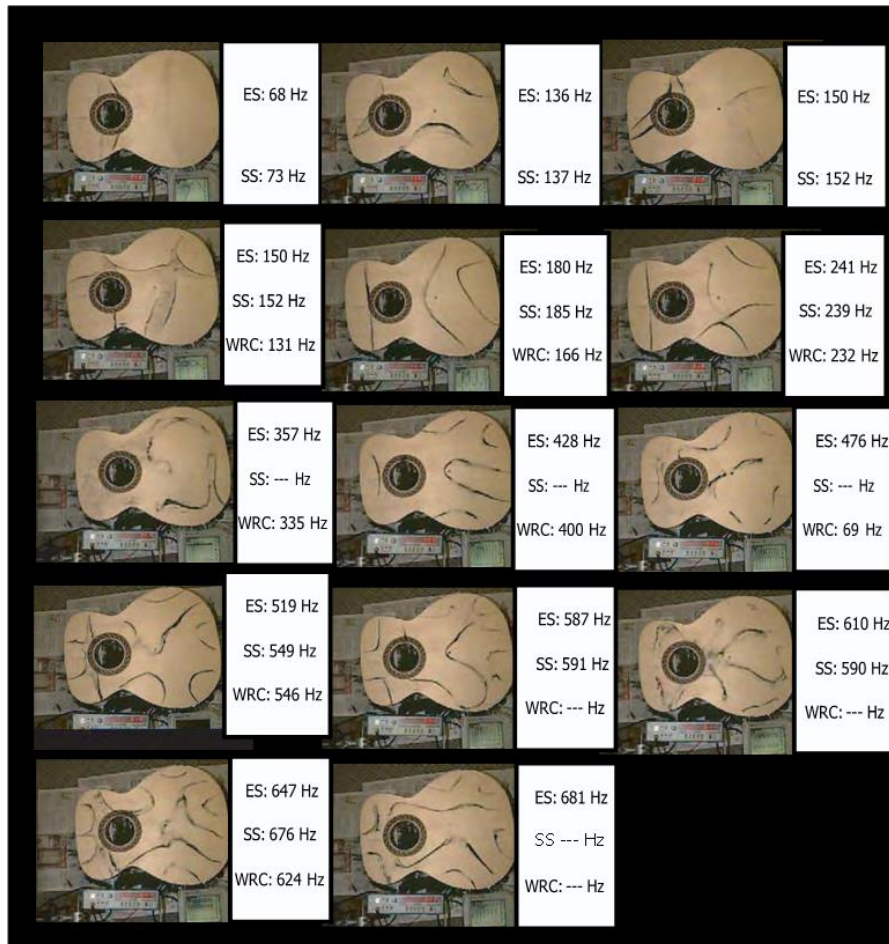 ES: 68 Hz
SS: 73 Hz
ES: 136 Hz
SS: 137 Hz
ES: 150 Hz
SS: 152 Hz
ES: 150 Hz
SS: 152 Hz
WRC: 131 Hz
ES: 180 Hz
SS: 185 Hz
WRC: 166 Hz
ES: 241 Hz
SS: 239 Hz
WRC: 232 Hz
ES: 357 Hz
SS: --- Hz
WRC: 335 Hz
ES: 428 Hz
SS: --- Hz
WRC: 400 Hz
ES: 476 Hz
SS: --- Hz
WRC: 69 Hz
ES: 519 Hz
SS: 549 Hz
WRC: 546 Hz
ES: 587 Hz
SS: 591 Hz
WRC: --- Hz
ES: 610 Hz
SS: 590 Hz
WRC: --- Hz
ES: 647 Hz
SS: 676 Hz
WRC: 624 Hz
ES: 681 Hz
SS --- Hz
WRC: --- Hz